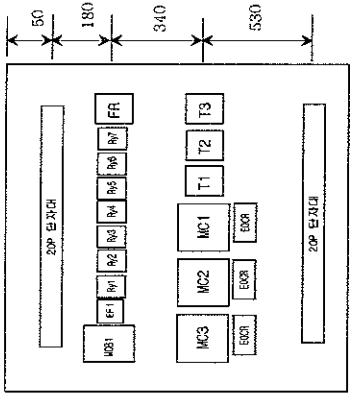 50
180
340
530
20P 단자대
MCB1
EF1
Ry1
Ry2
Ry3
Ry4
Ry5
Ry6
Ry7
FR
MC3
MC2
MC1
T1
T2
T3
EOCR
EOCR
EOCR
20P 단자대